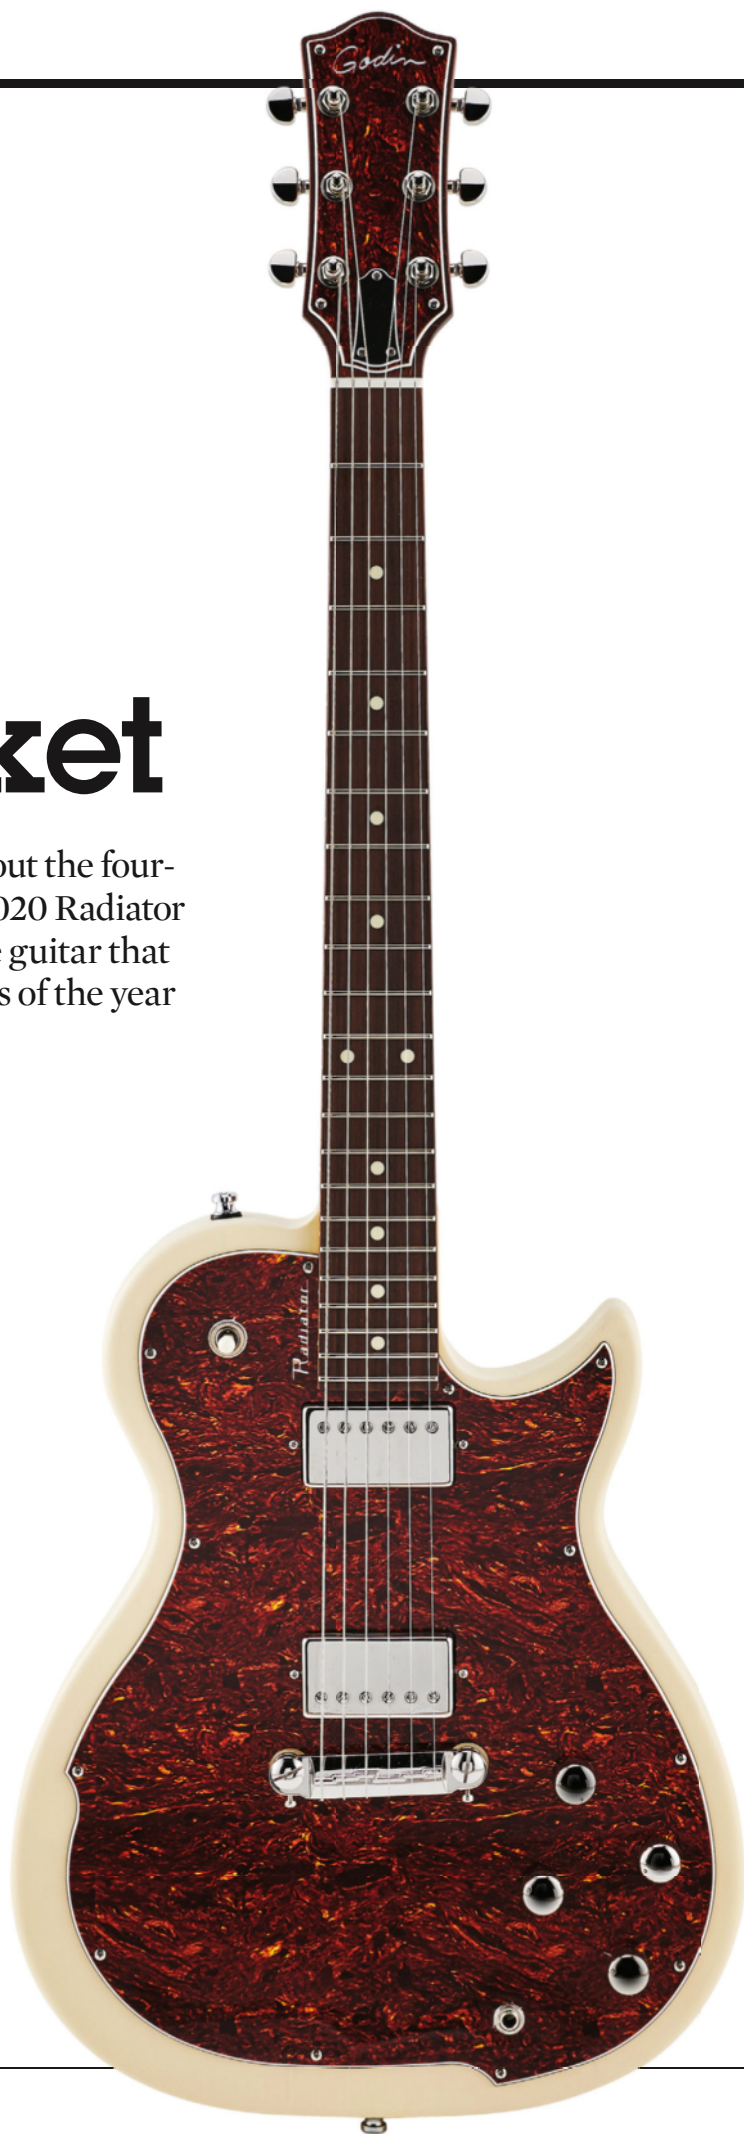 Godin
ket
out the four-
020 Radiator
guitar that
s of the year
Radiator